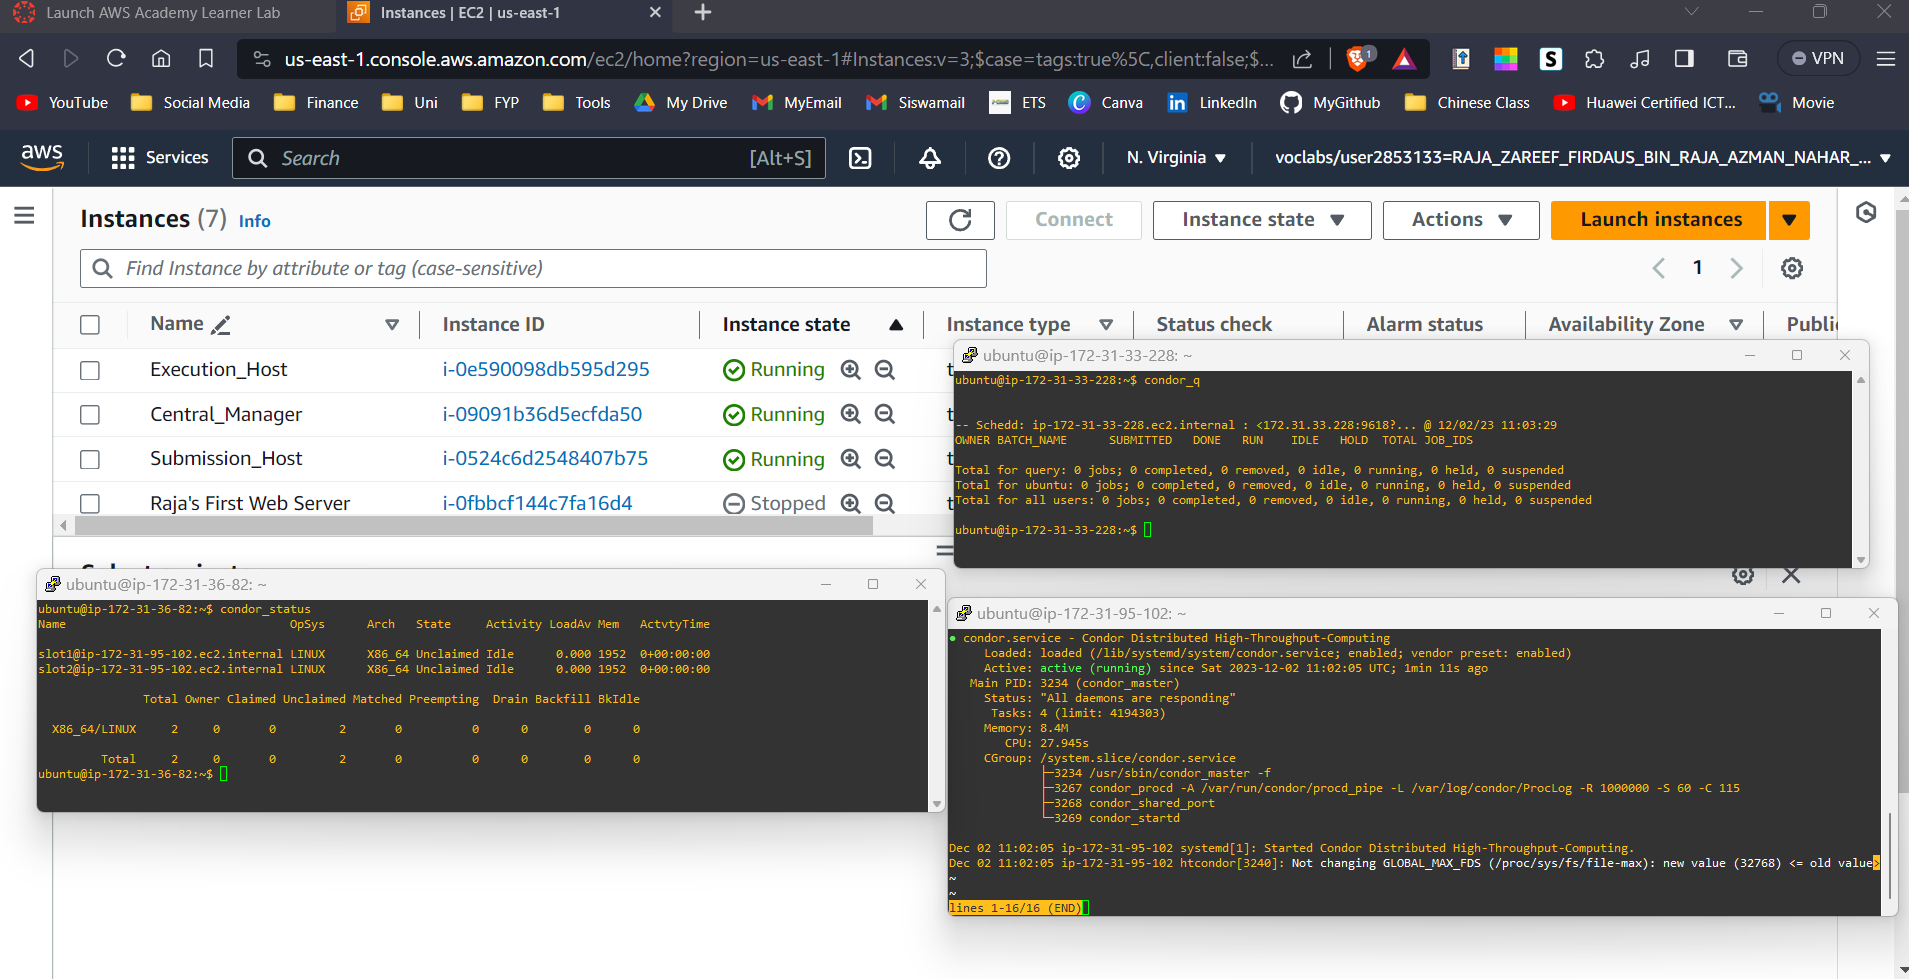 Launch AWS Academy Learner Lab
Instances | EC2 | us-east-1
us-east-1.console.aws.amazon.com/ec2/home?region=us-east-1#Instances:v=3;$case=tags:true%5C,client:false;$...
1
VPN
YouTube Social Media Finance Uni FYP Tools My Drive MyEmail Siswamail ETS Canva LinkedIn MyGithub Chinese Class Huawei Certified ICT... Movie
aws Services Search [Alt+S] N. Virginia voclabs/user2853133=RAJA_ZAREEF_FIRDAUS_BIN_RAJA_AZMAN_NAHAR_...
Instances (7) Info
Connect Instance state Actions Launch instances
Find Instance by attribute or tag (case-sensitive)
1
Name Instance ID Instance state Instance type Status check Alarm status Availability Zone
Execution_Host i-0e590098db595d295 Running
Central_Manager i-09091b36d5ecfda50 Running
Submission_Host i-0524c6d2548407b75 Running
Raja's First Web Server i-0fbbcf144c7fa16d4 Stopped
ubuntu@ip-172-31-33-228: ~
ubuntu@ip-172-31-33-228:~$ condor_q
-- Schedd: ip-172-31-33-228.ec2.internal : <172.31.33.228:9618?... @ 12/02/23 11:03:29
OWNER BATCH_NAME SUBMITTED DONE RUN IDLE HOLD TOTAL JOB_IDS
Total for query: 0 jobs; 0 completed, 0 removed, 0 idle, 0 running, 0 held, 0 suspended
Total for ubuntu: 0 jobs; 0 completed, 0 removed, 0 idle, 0 running, 0 held, 0 suspended
Total for all users: 0 jobs; 0 completed, 0 removed, 0 idle, 0 running, 0 held, 0 suspended
ubuntu@ip-172-31-33-228:~$
ubuntu@ip-172-31-36-82: ~
ubuntu@ip-172-31-36-82:~$ condor_status
Name OpSys Arch State Activity LoadAv Mem ActvtyTime
slot1@ip-172-31-95-102.ec2.internal LINUX X86_64 Unclaimed Idle 0.000 1952 0+00:00:00
slot2@ip-172-31-95-102.ec2.internal LINUX X86_64 Unclaimed Idle 0.000 1952 0+00:00:00
Total Owner Claimed Unclaimed Matched Preempting Drain Backfill BkIdle
X86_64/LINUX 2 0 0 2 0 0 0 0 0
Total 2 0 0 2 0 0 0 0 0
ubuntu@ip-172-31-36-82:~$
ubuntu@ip-172-31-95-102: ~
● condor.service - Condor Distributed High-Throughput-Computing
Loaded: loaded (/lib/systemd/system/condor.service; enabled; vendor preset: enabled)
Active: active (running) since Sat 2023-12-02 11:02:05 UTC; 1min 11s ago
Main PID: 3234 (condor_master)
Status: "All daemons are responding"
Tasks: 4 (limit: 4194303)
Memory: 8.4M
CPU: 27.945s
CGroup: /system.slice/condor.service
├─3234 /usr/sbin/condor_master -f
├─3267 condor_procd -A /var/run/condor/procd_pipe -L /var/log/condor/ProcLog -R 1000000 -S 60 -C 115
├─3268 condor_shared_port
└─3269 condor_startd
Dec 02 11:02:05 ip-172-31-95-102 systemd[1]: Started Condor Distributed High-Throughput-Computing.
Dec 02 11:02:05 ip-172-31-95-102 htcondor[3240]: Not changing GLOBAL_MAX_FDS (/proc/sys/fs/file-max): new value (32768) <= old value>
~
~
lines 1-16/16 (END)